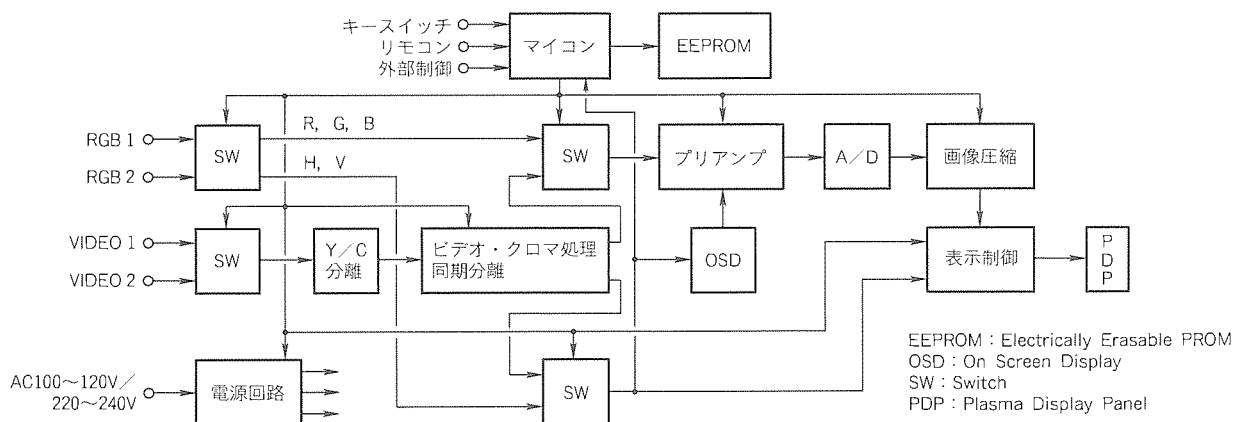 キースイッチ
リモコン
外部制御
マイコン
EEPROM
RGB 1
RGB 2
SW
R, G, B
H, V
SW
プリアンプ
A/D
画像圧縮
VIDEO 1
VIDEO 2
SW
Y/C
分離
ビデオ・クロマ処理
同期分離
OSD
表示制御
PDP
AC100~120V/
220~240V
電源回路
SW
EEPROM:Electrically Erasable PROM
OSD:On Screen Display
SW:Switch
PDP:Plasma Display Panel